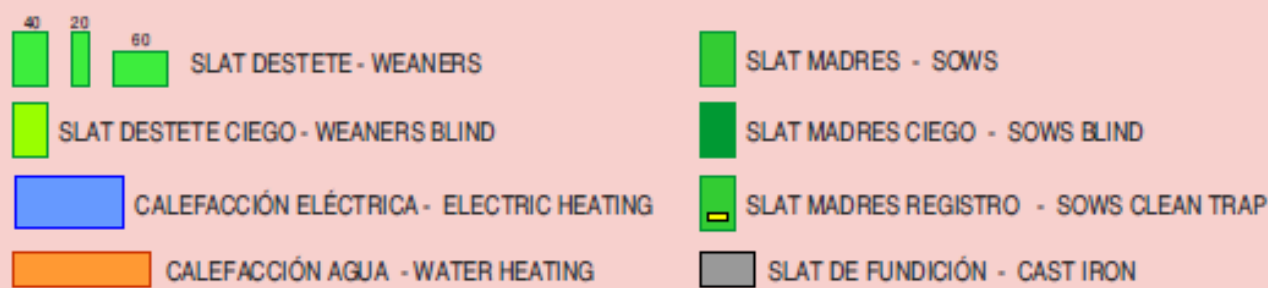 40 20 60
SLAT DESTETE - WEANERS
SLAT DESTETE CIEGO - WEANERS BLIND
CALEFACCIÓN ELÉCTRICA - ELECTRIC HEATING
CALEFACCIÓN AGUA - WATER HEATING
SLAT MADRES - SOWS
SLAT MADRES CIEGO - SOWS BLIND
SLAT MADRES REGISTRO - SOWS CLEAN TRAP
SLAT DE FUNDICIÓN - CAST IRON